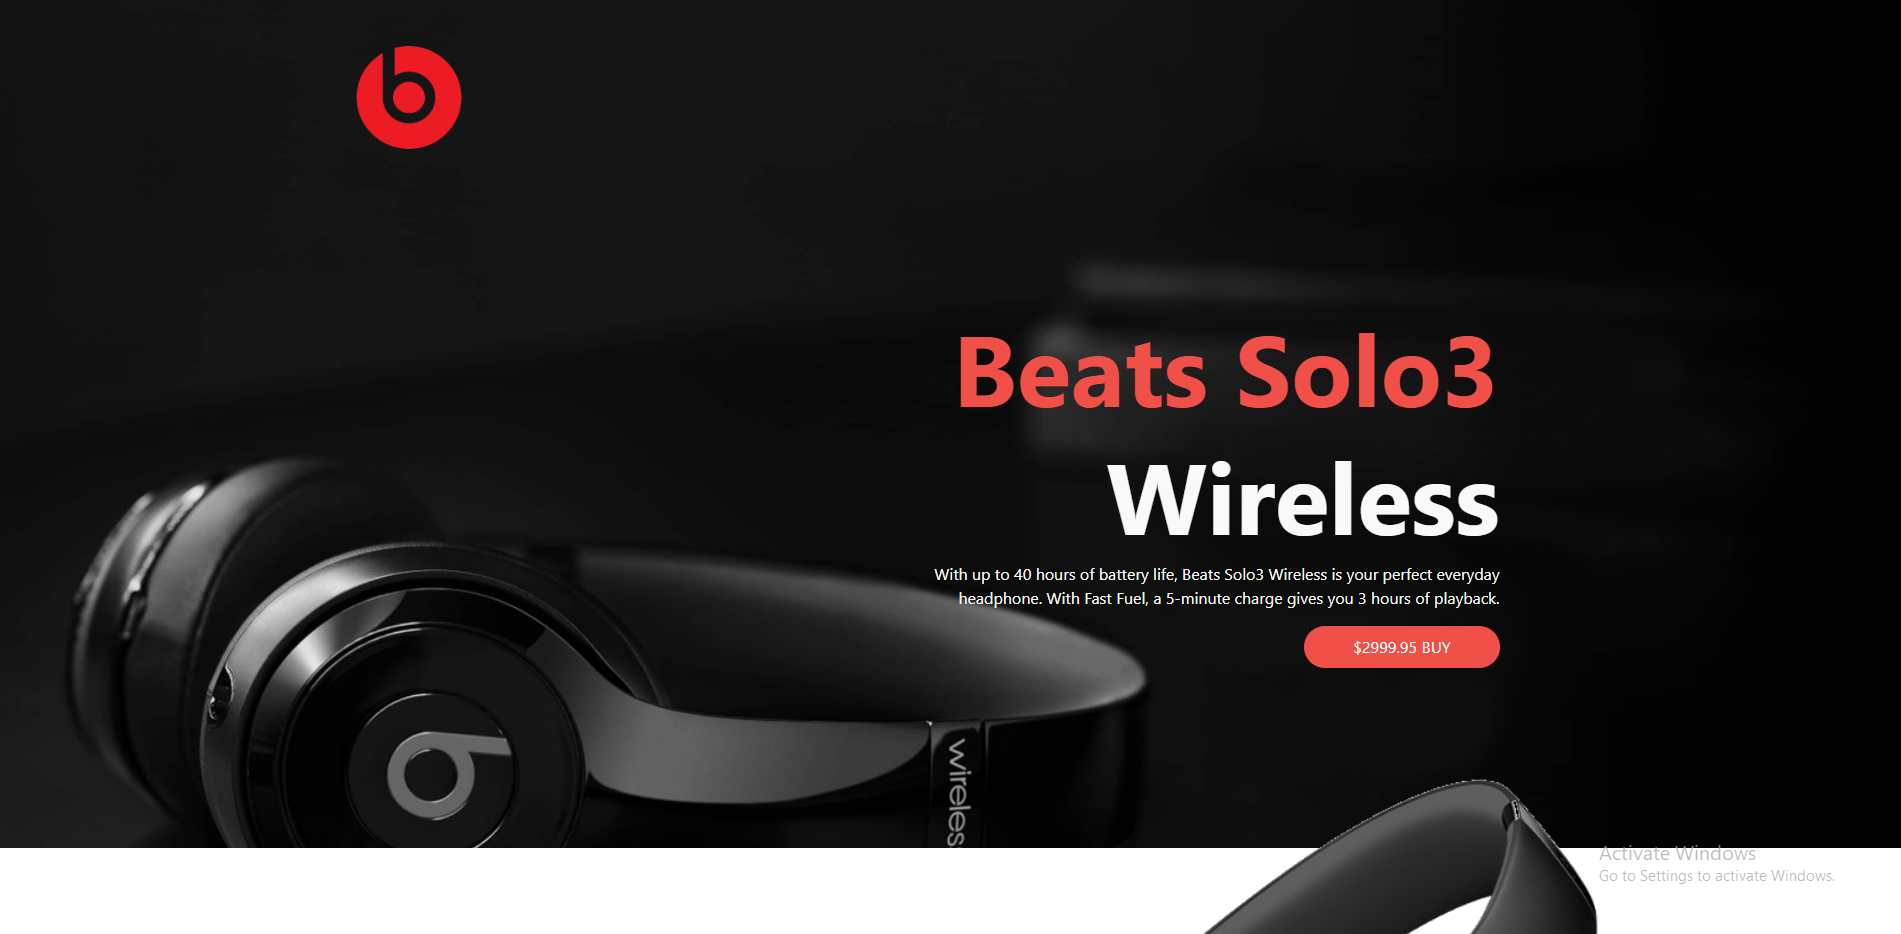 Beats Solo3
Wireless
With up to 40 hours of battery life, Beats Solo3 Wireless is your perfect everyday
headphone. With Fast Fuel, a 5-minute charge gives you 3 hours of playback.
$2999.95 BUY
wireless
Activate Windows
Go to Settings to activate Windows.